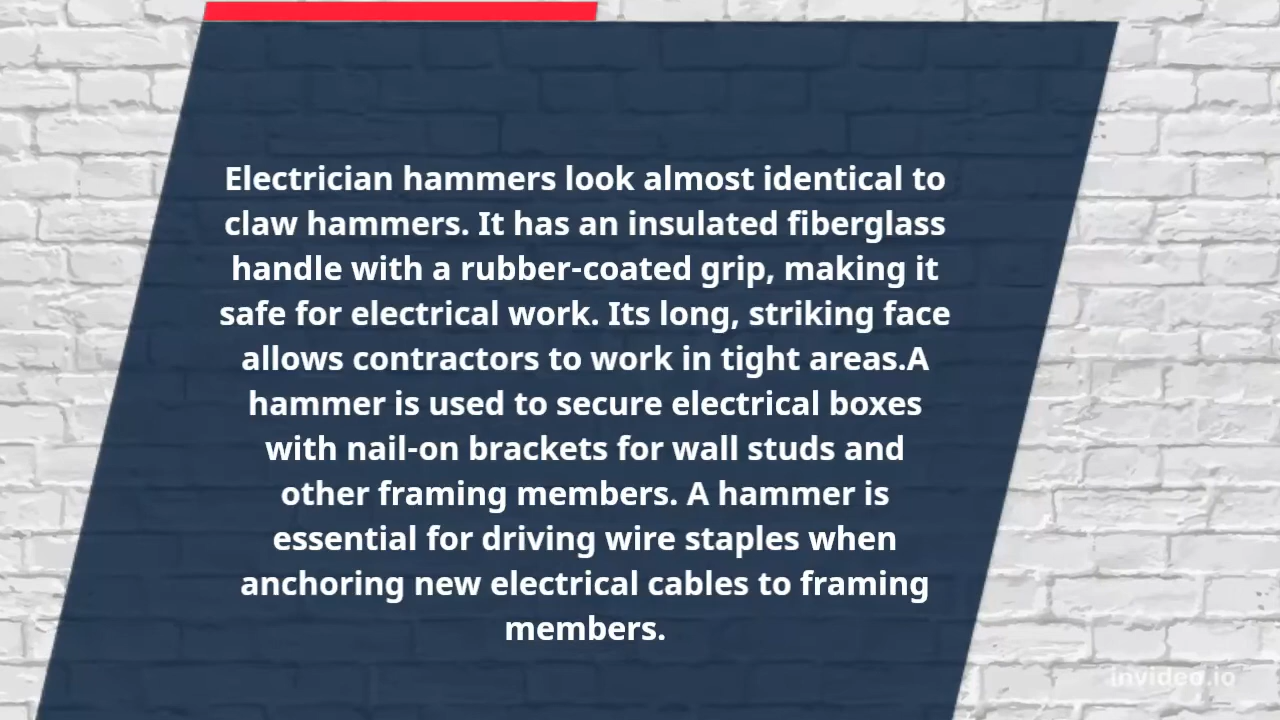 Electrician hammers look almost identical to
claw hammers. It has an insulated fiberglass
handle with a rubber-coated grip, making it
safe for electrical work. Its long, striking face
allows contractors to work in tight areas.A
hammer is used to secure electrical boxes
with nail-on brackets for wall studs and
other framing members. A hammer is
essential for driving wire staples when
anchoring new electrical cables to framing
members.
invideo.io